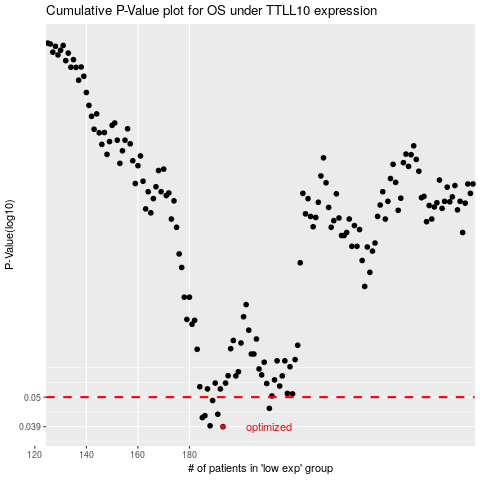 Cumulative P-Value plot for OS under TTLL10 expression
P-Value(log10)
0.05
0.039
optimized
120 140 160 180
# of patients in 'low exp' group